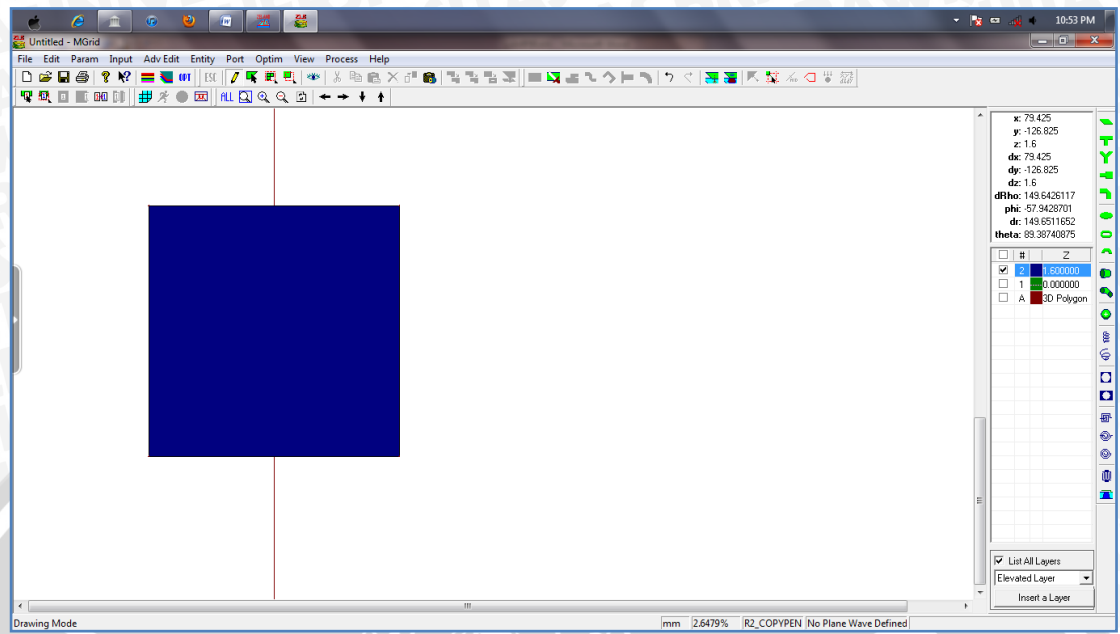 10:53 PM
Untitled - MGrid
File Edit Param Input Adv Edit Entity Port Optim View Process Help
OPT ESC
ALL
x: 79.425
y: -126.825
z: 1.6
dx: 79.425
dy: -126.825
dz: 1.6
dRho: 149.6426117
phi: -57.9428701
dr: 149.6511652
theta: 89.38740875
# Z
2 1.600000
1 0.000000
A 3D Polygon
List All Layers
Elevated Layer
Insert a Layer
Drawing Mode mm 2.6479% R2_COPYPEN No Plane Wave Defined